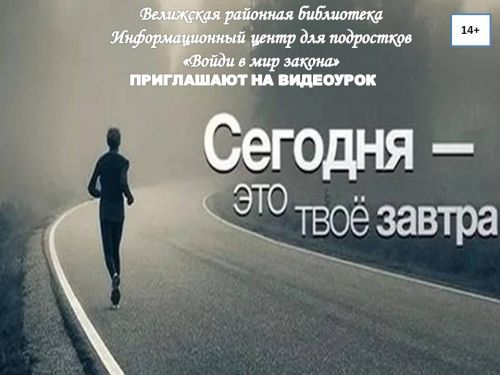 Велижская районная библиотека
14+
Информационный центр для подростков
«Войди в мир закона»
ПРИГЛАШАЮТ НА ВИДЕОУРОК
Сегодня —
это твоё завтра